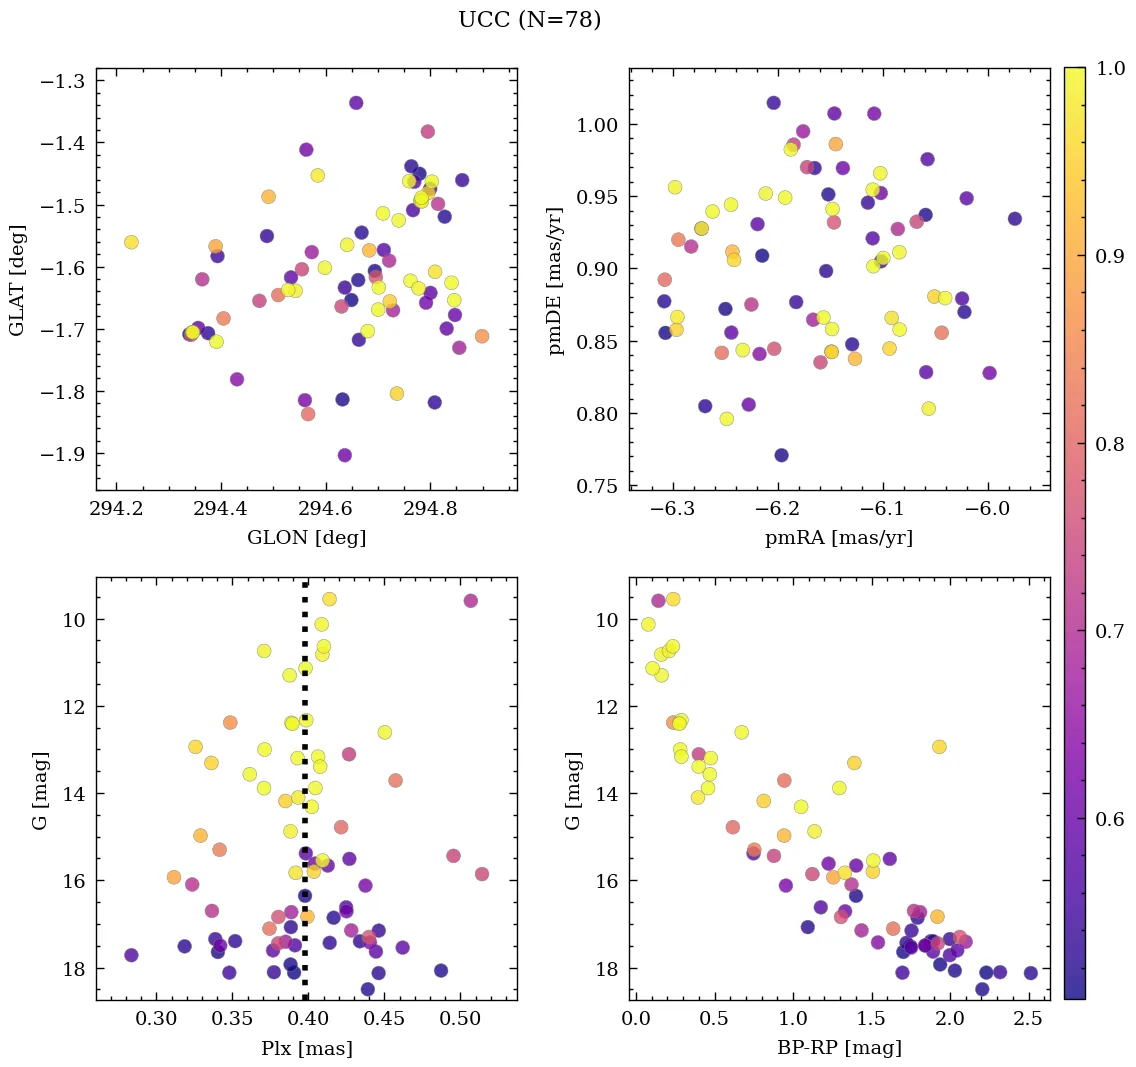 UCC (N=78)
−1.3
−1.4
−1.5
−1.6
−1.7
−1.8
−1.9
GLAT [deg]
294.2 294.4 294.6 294.8
GLON [deg]
1.00
0.95
0.90
0.85
0.80
0.75
pmDE [mas/yr]
−6.3 −6.2 −6.1 −6.0
pmRA [mas/yr]
10
12
14
16
18
G [mag]
0.30 0.35 0.40 0.45 0.50
Plx [mas]
10
12
14
16
18
G [mag]
0.0 0.5 1.0 1.5 2.0 2.5
BP-RP [mag]
1.0
0.9
0.8
0.7
0.6